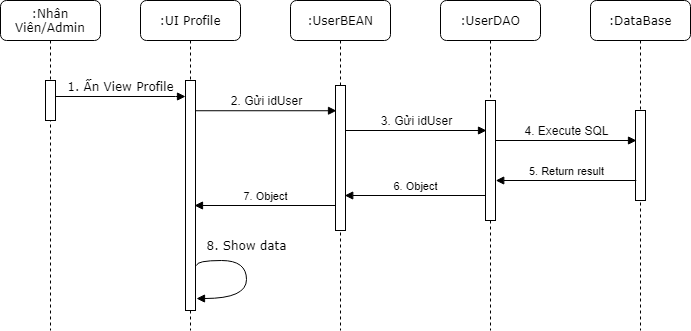 :Nhân
Viên/Admin
:UI Profile
:UserBEAN
:UserDAO
:DataBase
1. Ấn View Profile
2. Gửi idUser
3. Gửi idUser
4. Execute SQL
5. Return result
6. Object
7. Object
8. Show data